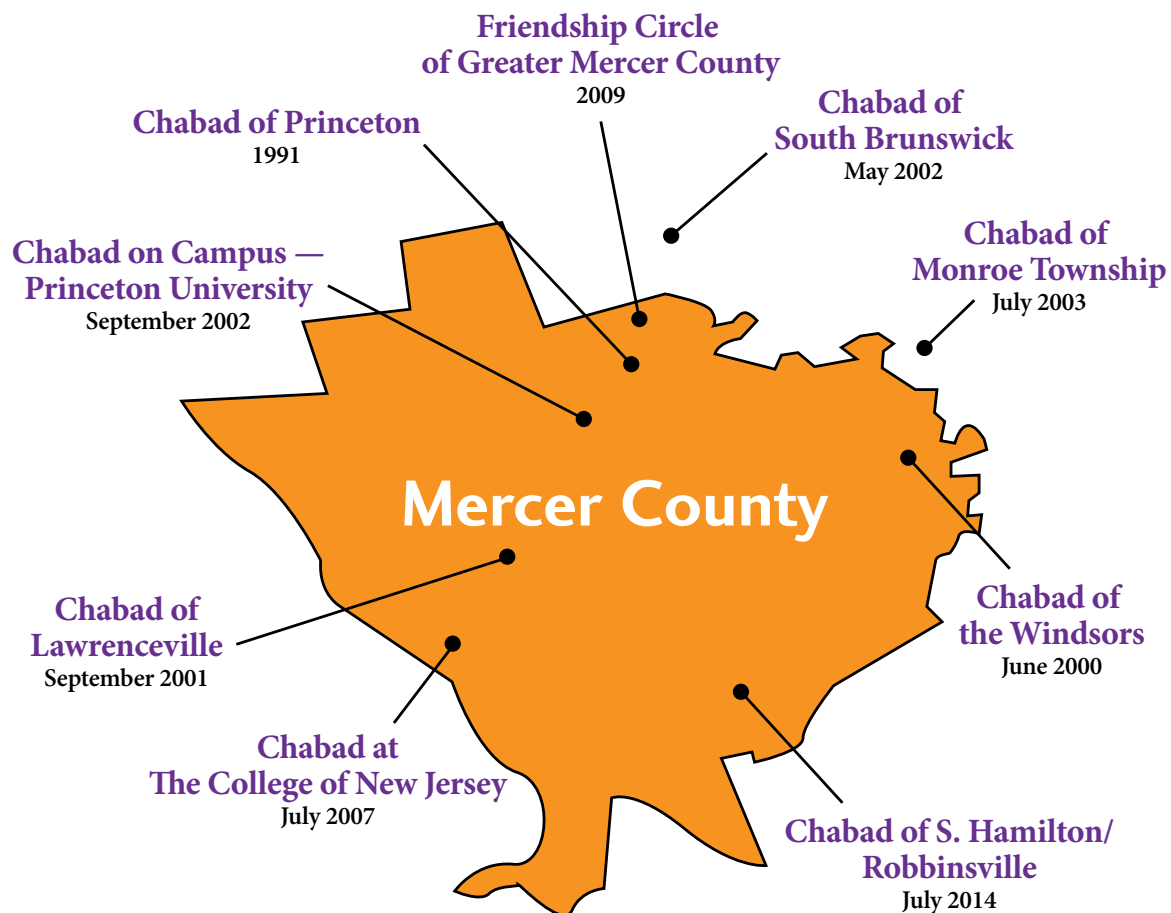 Friendship Circle
of Greater Mercer County
2009
Chabad of Princeton
1991
Chabad of
South Brunswick
May 2002
Chabad on Campus —
Princeton University
September 2002
Chabad of
Monroe Township
July 2003
Mercer County
Chabad of
Lawrenceville
September 2001
Chabad of
the Windsors
June 2000
Chabad at
The College of New Jersey
July 2007
Chabad of S. Hamilton/
Robbinsville
July 2014